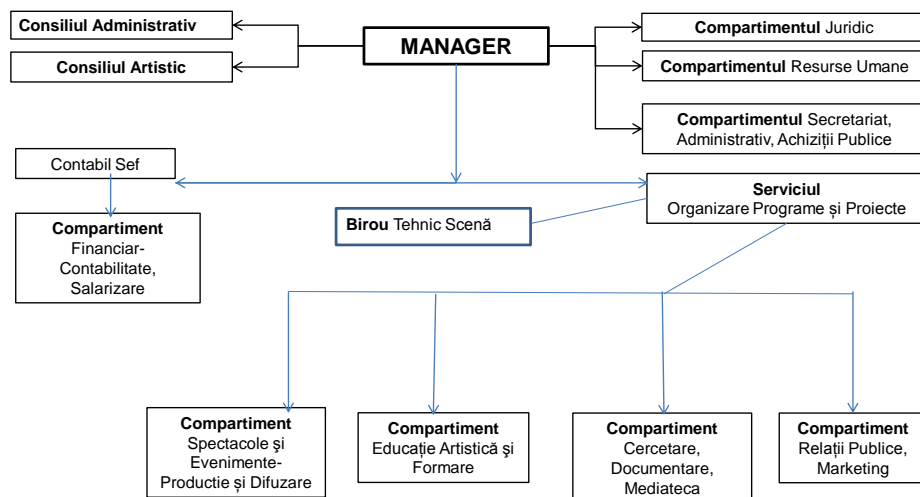 Consiliul Administrativ
MANAGER
Compartimentul Juridic
Consiliul Artistic
Compartimentul Resurse Umane
Compartimentul Secretariat,
Administrativ, Achiziții Publice
Contabil Sef
Serviciul
Organizare Programe și Proiecte
Birou Tehnic Scenă
Compartiment
Financiar-
Contabilitate,
Salarizare
Compartiment
Spectacole şi
Evenimente-
Productie și Difuzare
Compartiment
Educație Artistică şi
Formare
Compartiment
Cercetare,
Documentare,
Mediateca
Compartiment
Relații Publice,
Marketing